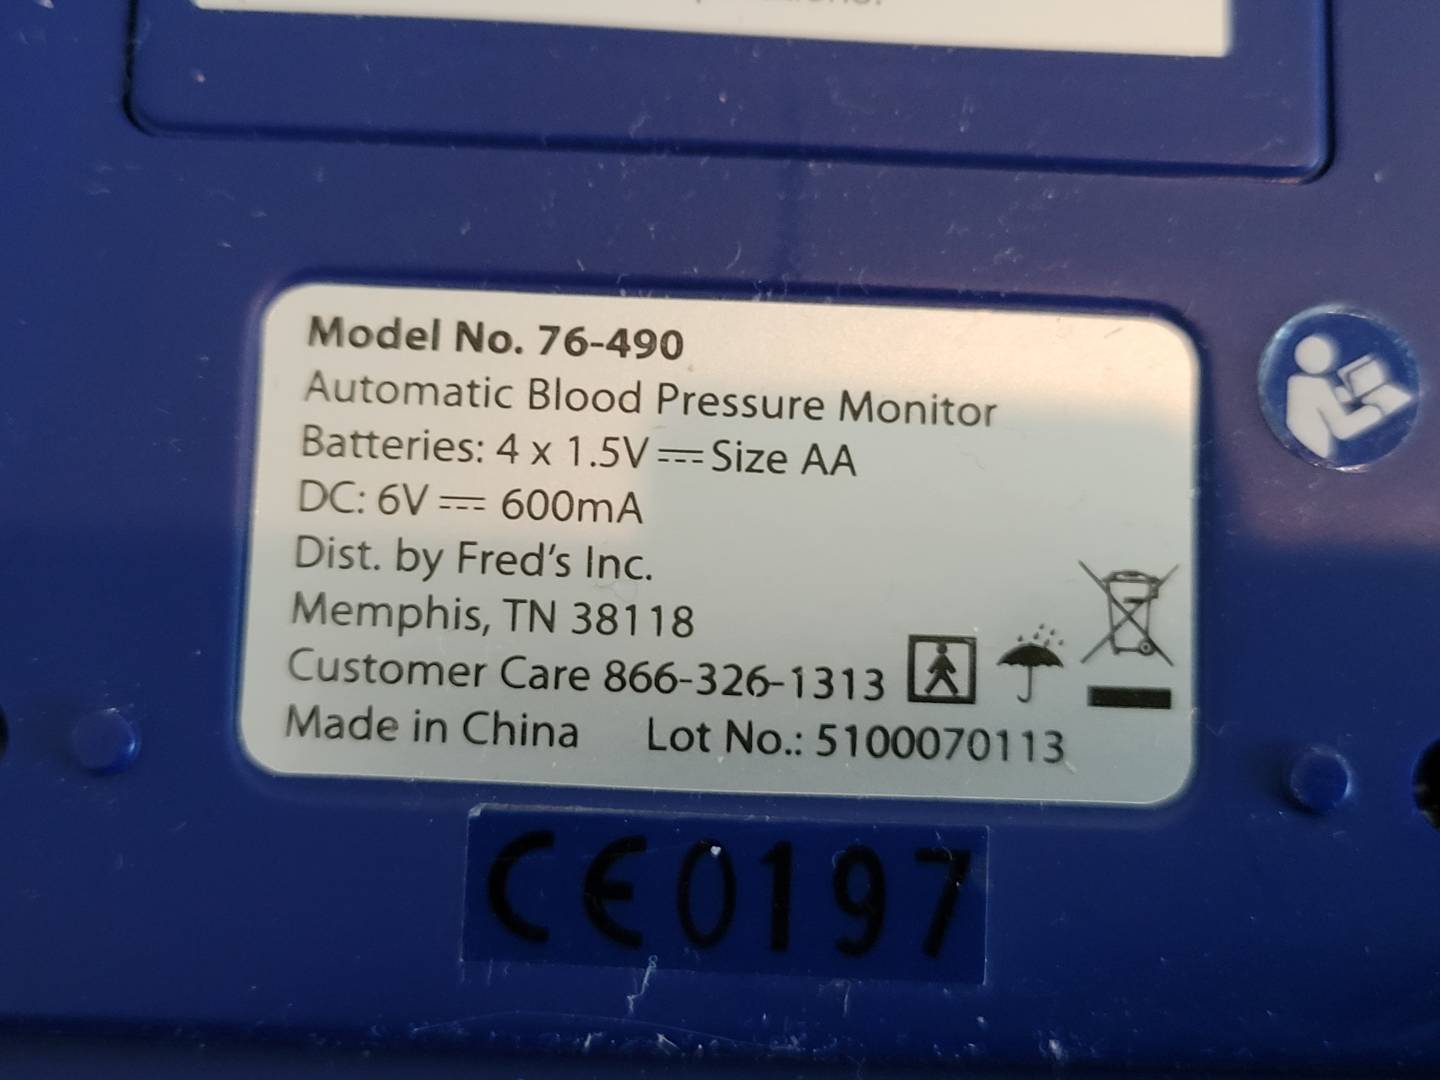 Model No. 76-490
Automatic Blood Pressure Monitor
Batteries: 4 x 1.5V ⎓ Size AA
DC: 6V ⎓ 600mA
Dist. by Fred's Inc.
Memphis, TN 38118
Customer Care 866-326-1313
Made in China Lot No.: 5100070113
CE0197